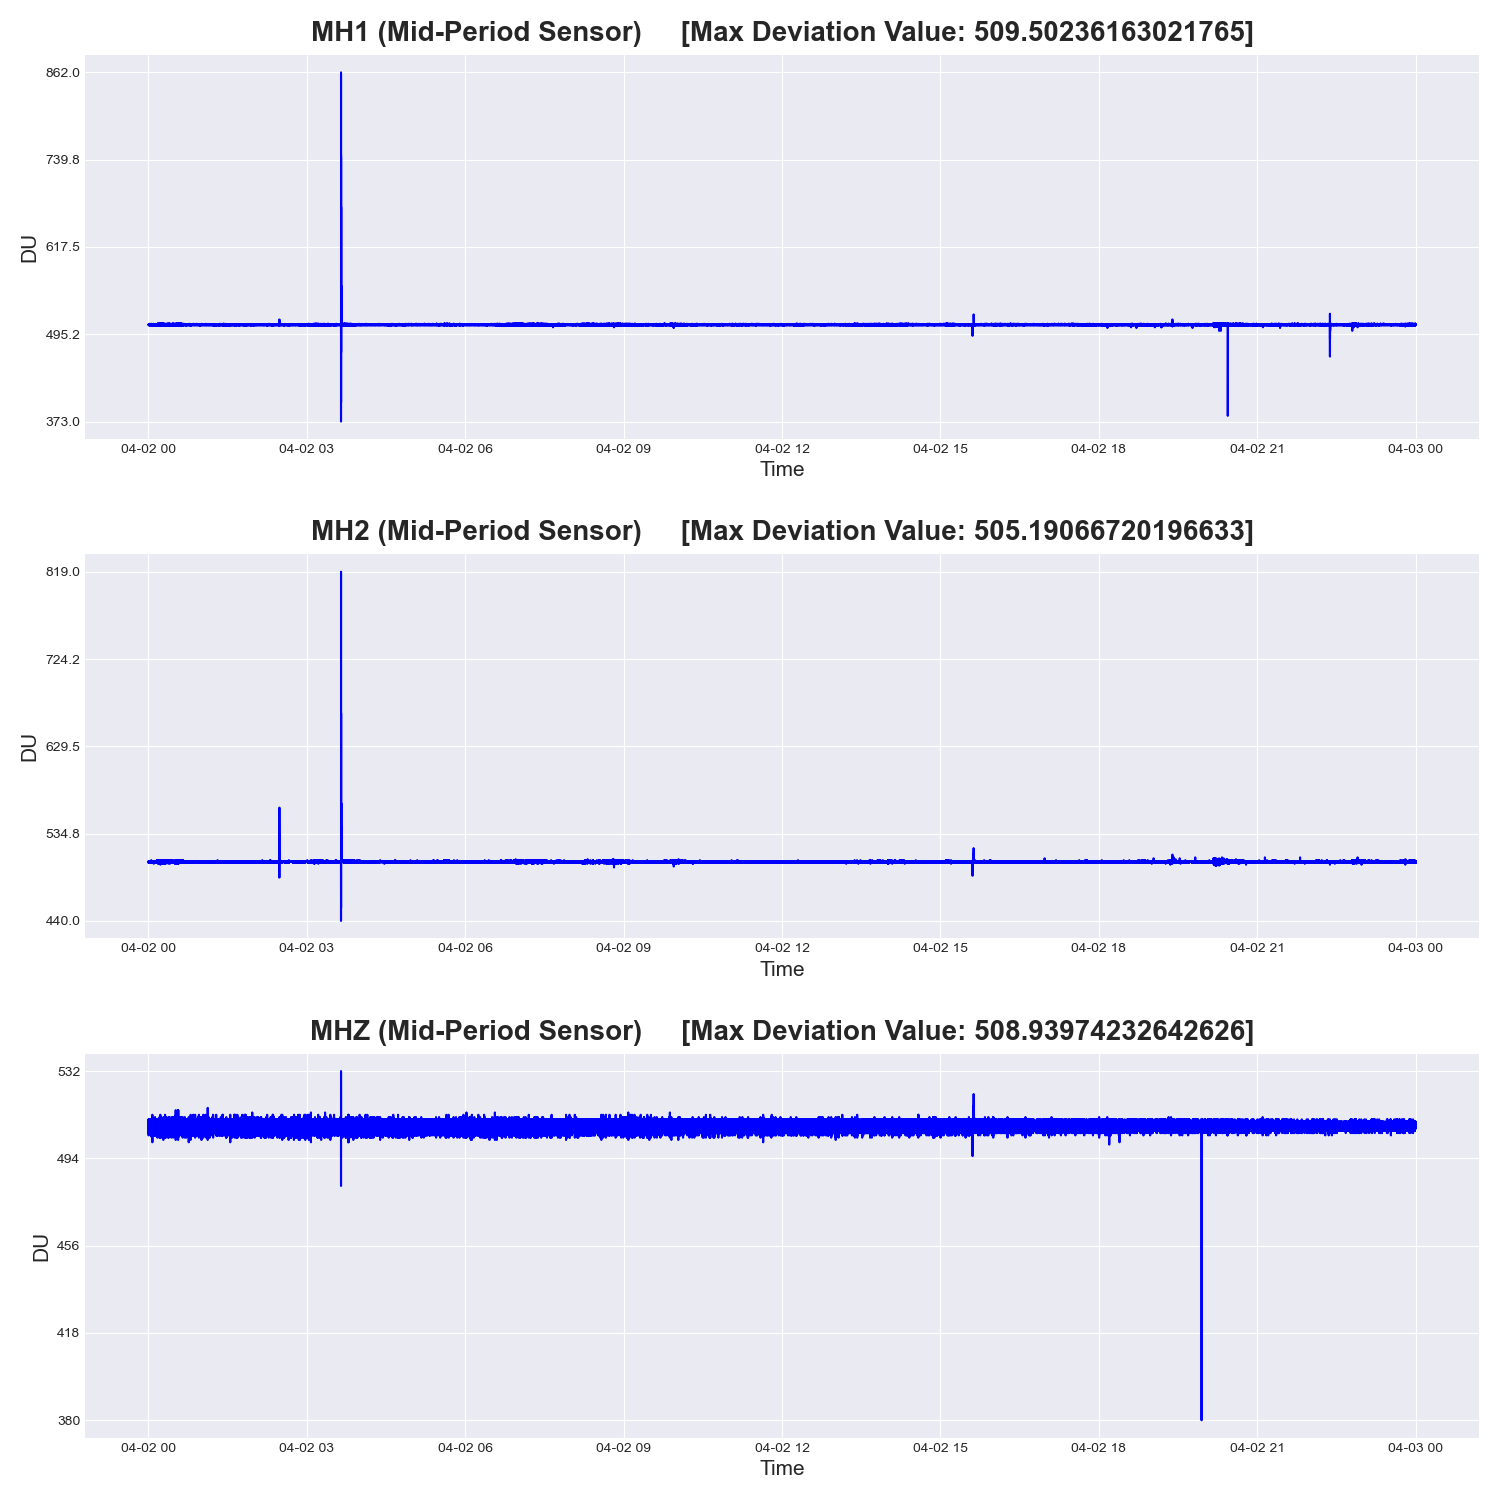 MH1 (Mid-Period Sensor) [Max Deviation Value: 509.50236163021765]
862.0
739.8
617.5
495.2
373.0
DU
04-02 00 04-02 03 04-02 06 04-02 09 04-02 12 04-02 15 04-02 18 04-02 21 04-03 00
Time
MH2 (Mid-Period Sensor) [Max Deviation Value: 505.19066720196633]
819.0
724.2
629.5
534.8
440.0
DU
04-02 00 04-02 03 04-02 06 04-02 09 04-02 12 04-02 15 04-02 18 04-02 21 04-03 00
Time
MHZ (Mid-Period Sensor) [Max Deviation Value: 508.93974232642626]
532
494
456
418
380
DU
04-02 00 04-02 03 04-02 06 04-02 09 04-02 12 04-02 15 04-02 18 04-02 21 04-03 00
Time